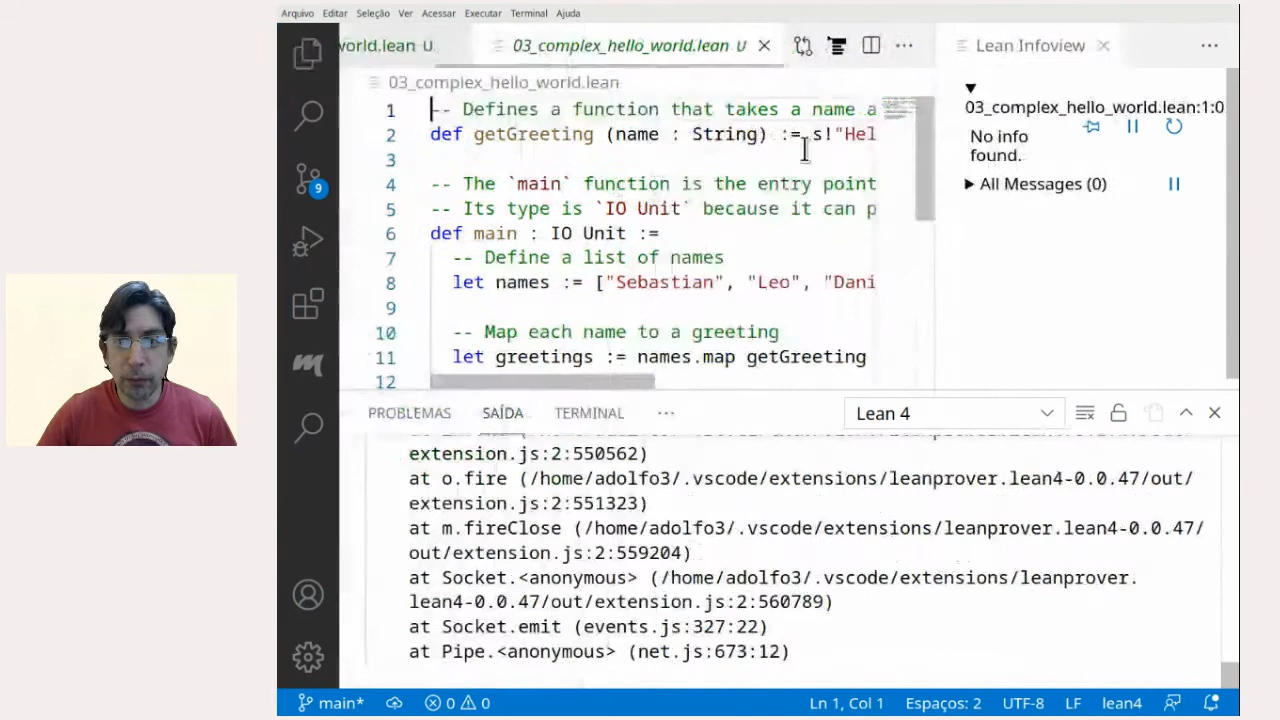 Arquivo Editar Seleção Ver Acessar Executar Terminal Ajuda
world.lean U 03_complex_hello_world.lean U Lean Infoview
03_complex_hello_world.lean
1 -- Defines a function that takes a name a
2 def getGreeting (name : String) := s!"Hel
3
4 -- The `main` function is the entry point
5 -- Its type is `IO Unit` because it can p
6 def main : IO Unit :=
7 -- Define a list of names
8 let names := ["Sebastian", "Leo", "Dani
9
10 -- Map each name to a greeting
11 let greetings := names.map getGreeting
12
03_complex_hello_world.lean:1:0
No info
found.
All Messages (0)
9
PROBLEMAS SAÍDA TERMINAL Lean 4
extension.js:2:550562)
at o.fire (/home/adolfo3/.vscode/extensions/leanprover.lean4-0.0.47/out/
extension.js:2:551323)
at m.fireClose (/home/adolfo3/.vscode/extensions/leanprover.lean4-0.0.47/
out/extension.js:2:559204)
at Socket.<anonymous> (/home/adolfo3/.vscode/extensions/leanprover.
lean4-0.0.47/out/extension.js:2:560789)
at Socket.emit (events.js:327:22)
at Pipe.<anonymous> (net.js:673:12)
main* 0 0 Ln 1, Col 1 Espaços: 2 UTF-8 LF lean4